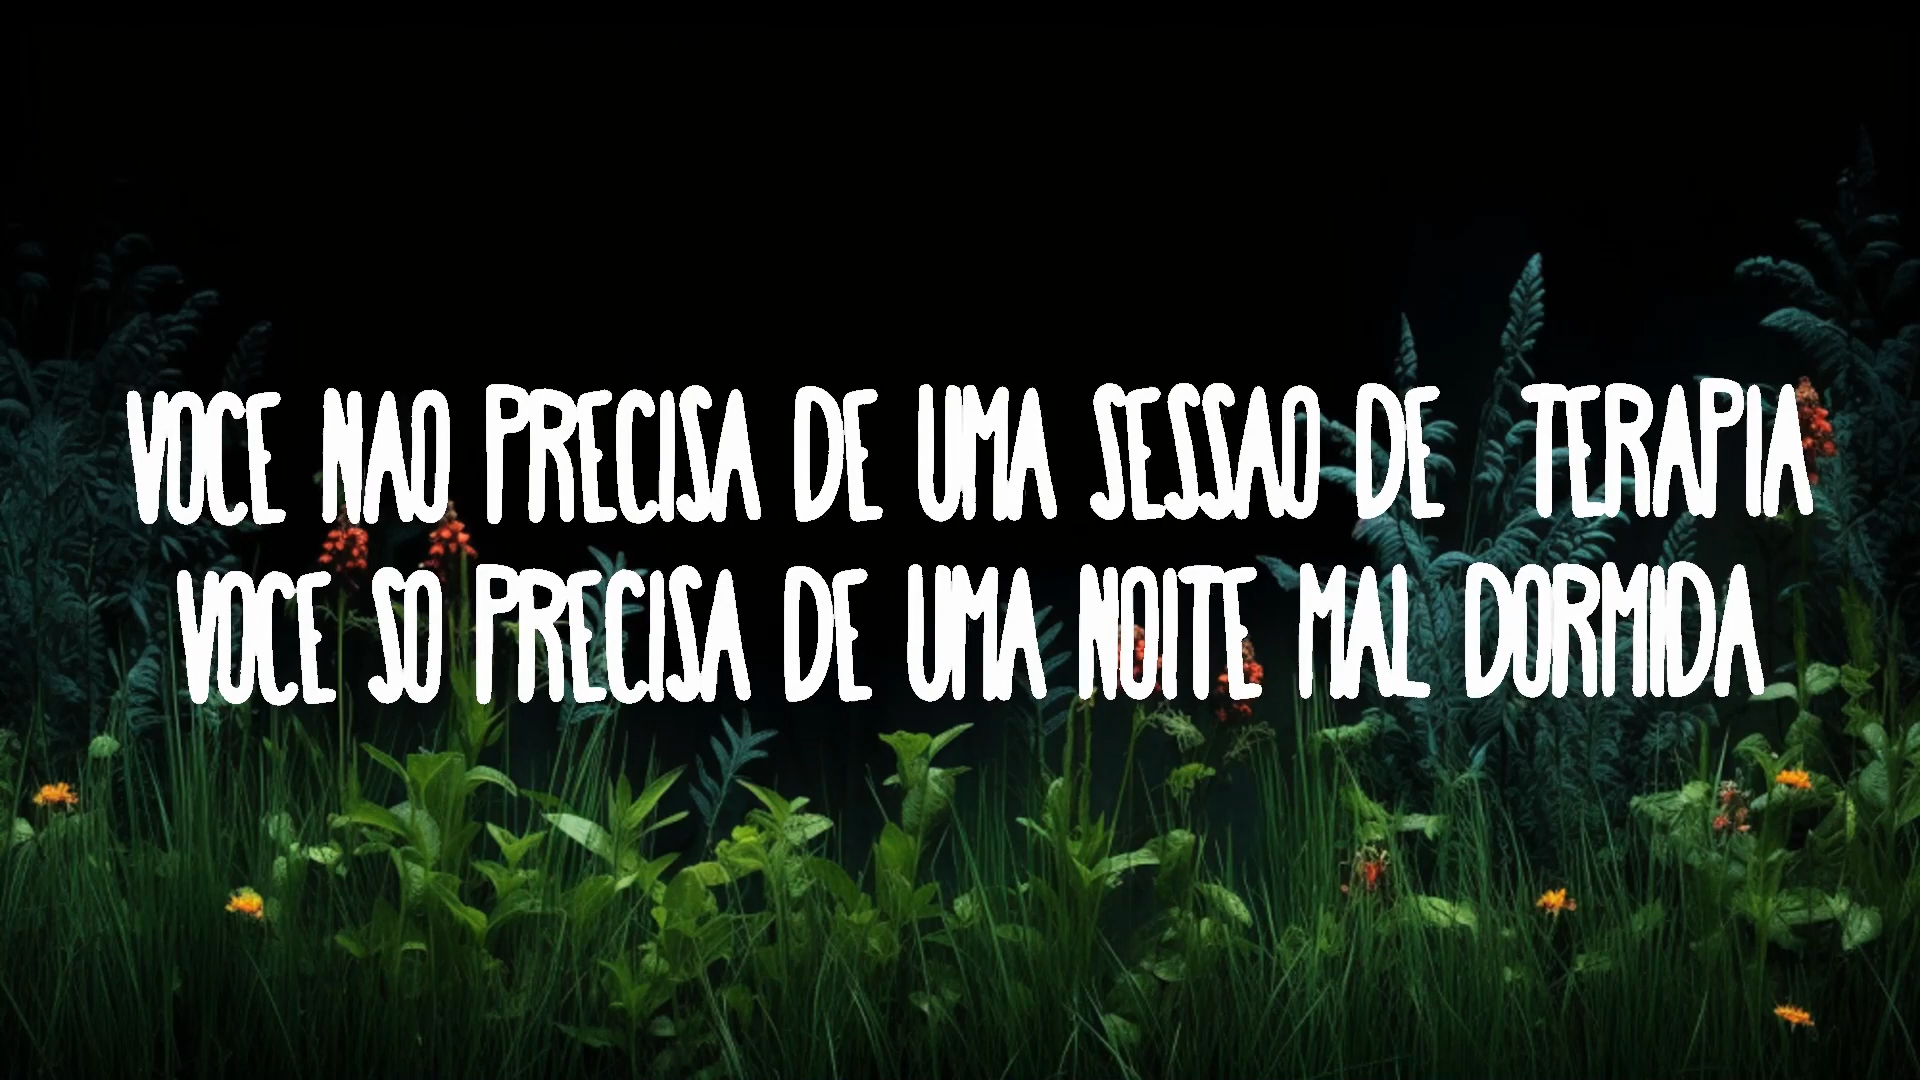 VOCE NAO PRECISA DE UMA SESSAO DE TERAPIA
VOCE SO PRECISA DE UMA NOITE MAL DORMIDA